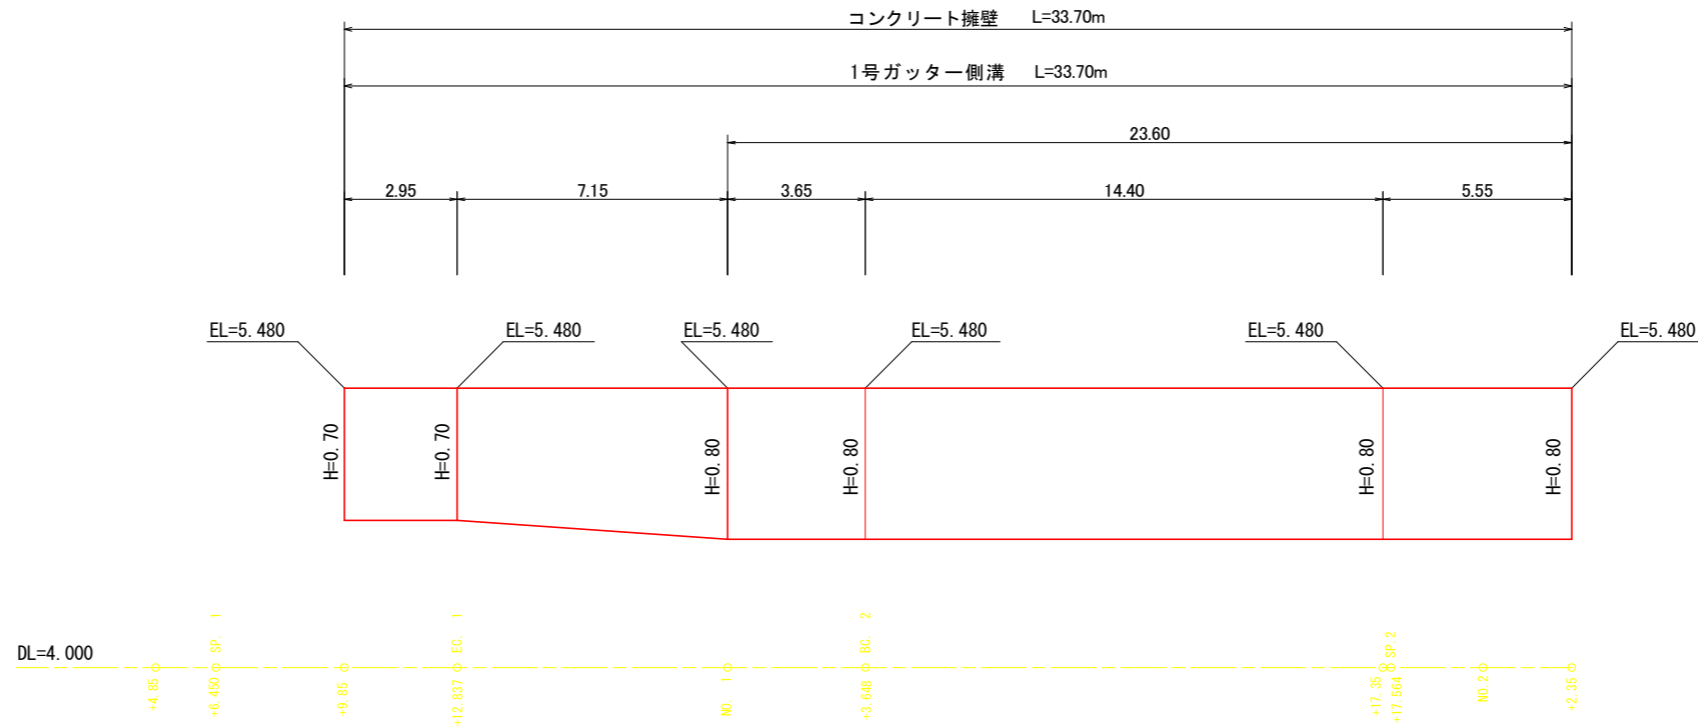 コンクリート擁壁 L=33.70m
1号ガッター側溝 L=33.70m
23.60
2.95 7.15 3.65 14.40 5.55
EL=5.480 EL=5.480 EL=5.480 EL=5.480 EL=5.480 EL=5.480
H=0.70 H=0.70 H=0.80 H=0.80 H=0.80 H=0.80
SP. 1
EC. 1
BC. 2
SP.2
DL=4.000
+4.85
+6.450
+9.85
+12.837
NO. 1
+3.648
+17.35
+17.564
NO.2
+2.35